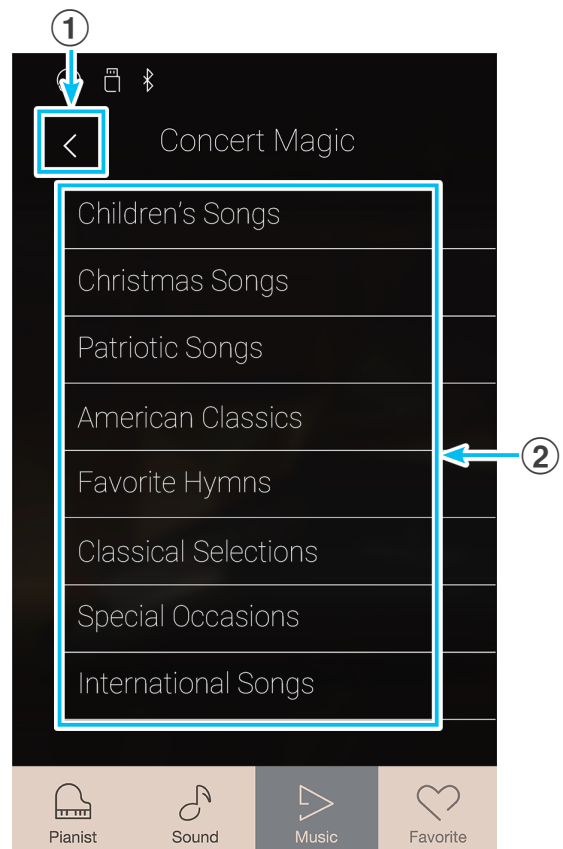 1
Concert Magic
Children's Songs
Christmas Songs
Patriotic Songs
American Classics
2
Favorite Hymns
Classical Selections
Special Occasions
International Songs
Pianist Sound Music Favorite